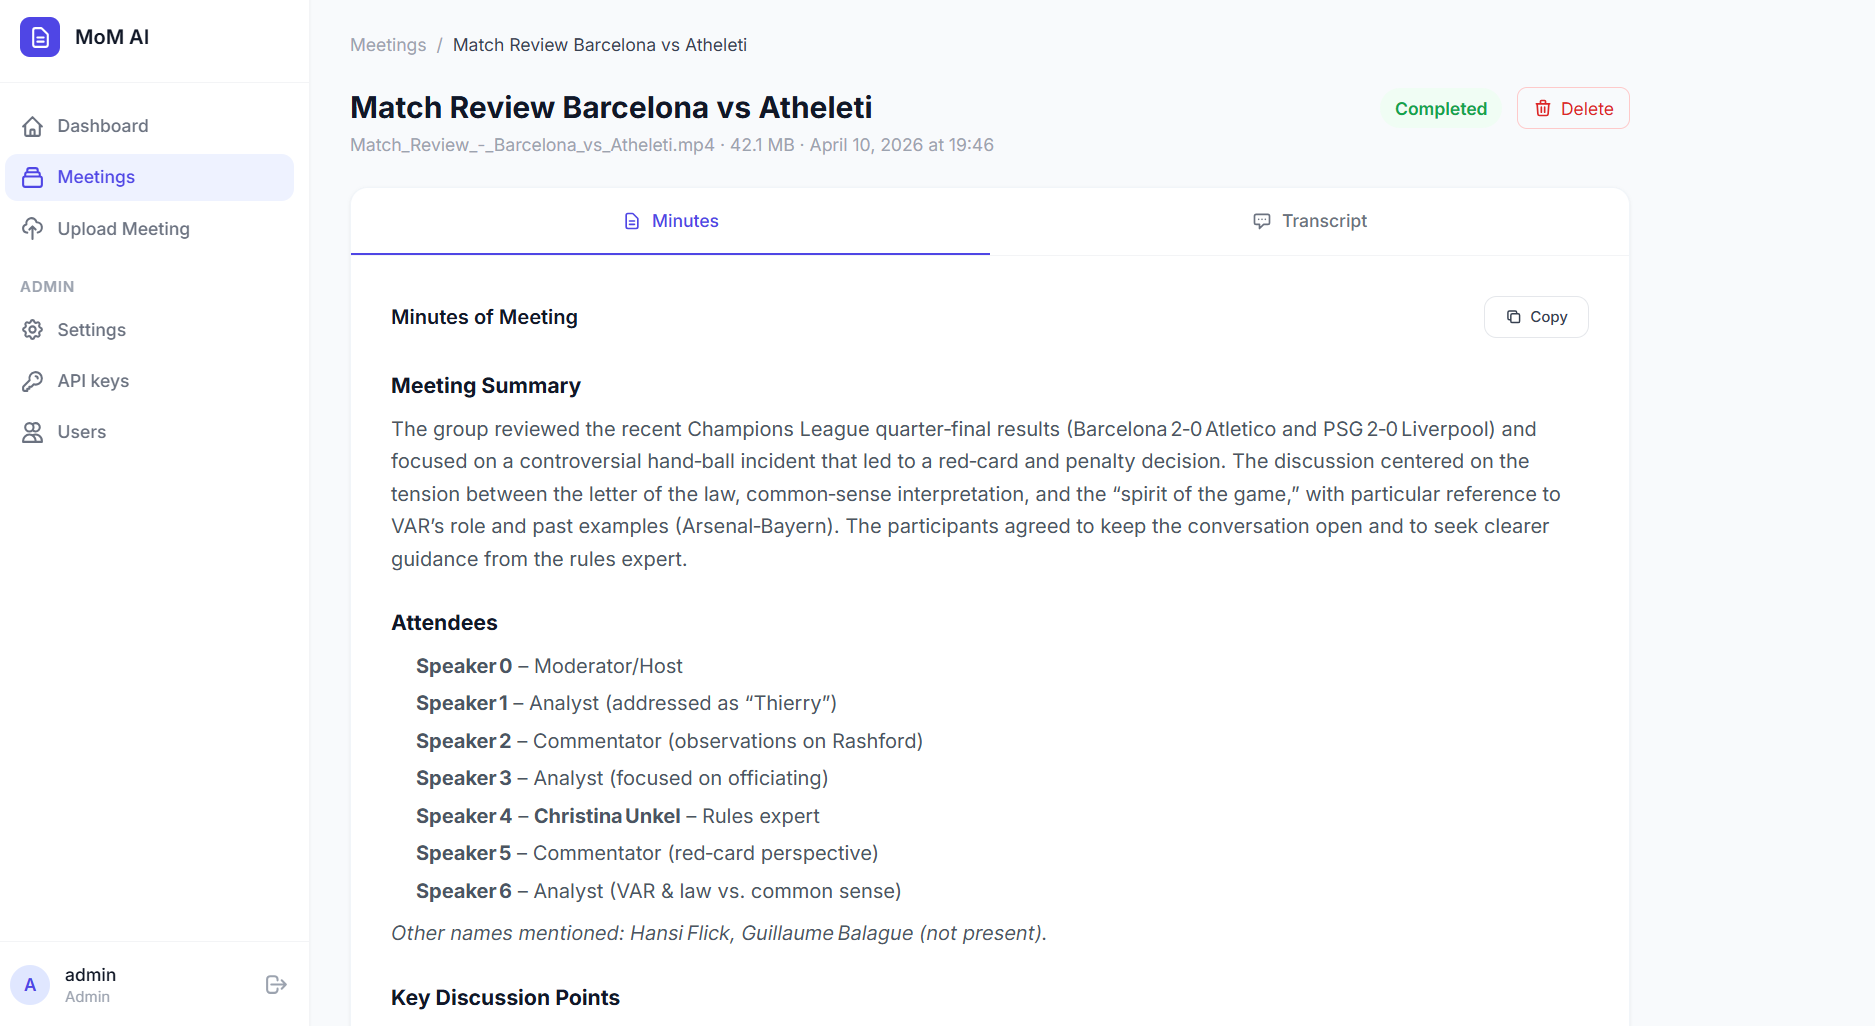 MoM AI
Dashboard
Meetings
Upload Meeting
ADMIN
Settings
API keys
Users
A
admin
Admin
Meetings / Match Review Barcelona vs Atheleti
Match Review Barcelona vs Atheleti
Completed
Delete
Match_Review_-_Barcelona_vs_Atheleti.mp4 · 42.1 MB · April 10, 2026 at 19:46
Minutes
Transcript
Minutes of Meeting
Copy
Meeting Summary
The group reviewed the recent Champions League quarter-final results (Barcelona 2-0 Atletico and PSG 2-0 Liverpool) and
focused on a controversial hand-ball incident that led to a red-card and penalty decision. The discussion centered on the
tension between the letter of the law, common-sense interpretation, and the “spirit of the game,” with particular reference to
VAR’s role and past examples (Arsenal-Bayern). The participants agreed to keep the conversation open and to seek clearer
guidance from the rules expert.
Attendees
Speaker 0 – Moderator/Host
Speaker 1 – Analyst (addressed as “Thierry”)
Speaker 2 – Commentator (observations on Rashford)
Speaker 3 – Analyst (focused on officiating)
Speaker 4 – Christina Unkel – Rules expert
Speaker 5 – Commentator (red-card perspective)
Speaker 6 – Analyst (VAR & law vs. common sense)
Other names mentioned: Hansi Flick, Guillaume Balague (not present).
Key Discussion Points